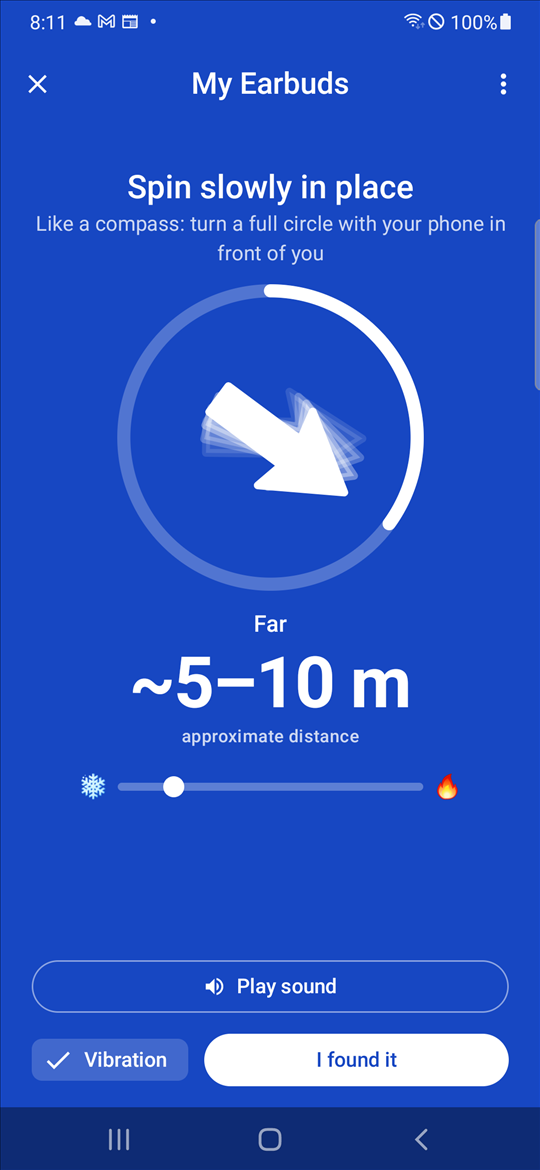 8:11 100%
My Earbuds
Spin slowly in place
Like a compass: turn a full circle with your phone in
front of you
Far
~5–10 m
approximate distance
Play sound
Vibration
I found it